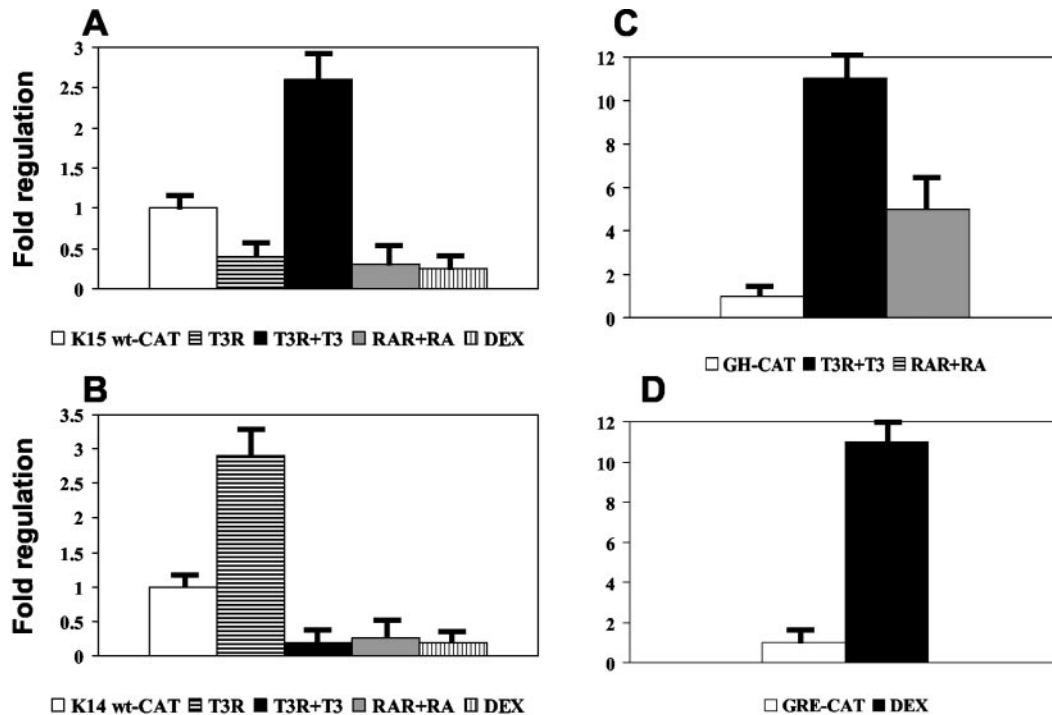 A
Fold regulation
3
2.5
2
1.5
1
0.5
0
K15 wt-CAT T3R T3R+T3 RAR+RA DEX
B
Fold regulation
3.5
3
2.5
2
1.5
1
0.5
0
K14 wt-CAT T3R T3R+T3 RAR+RA DEX
C
12
10
8
6
4
2
0
GH-CAT T3R+T3 RAR+RA
D
12
10
8
6
4
2
0
GRE-CAT DEX